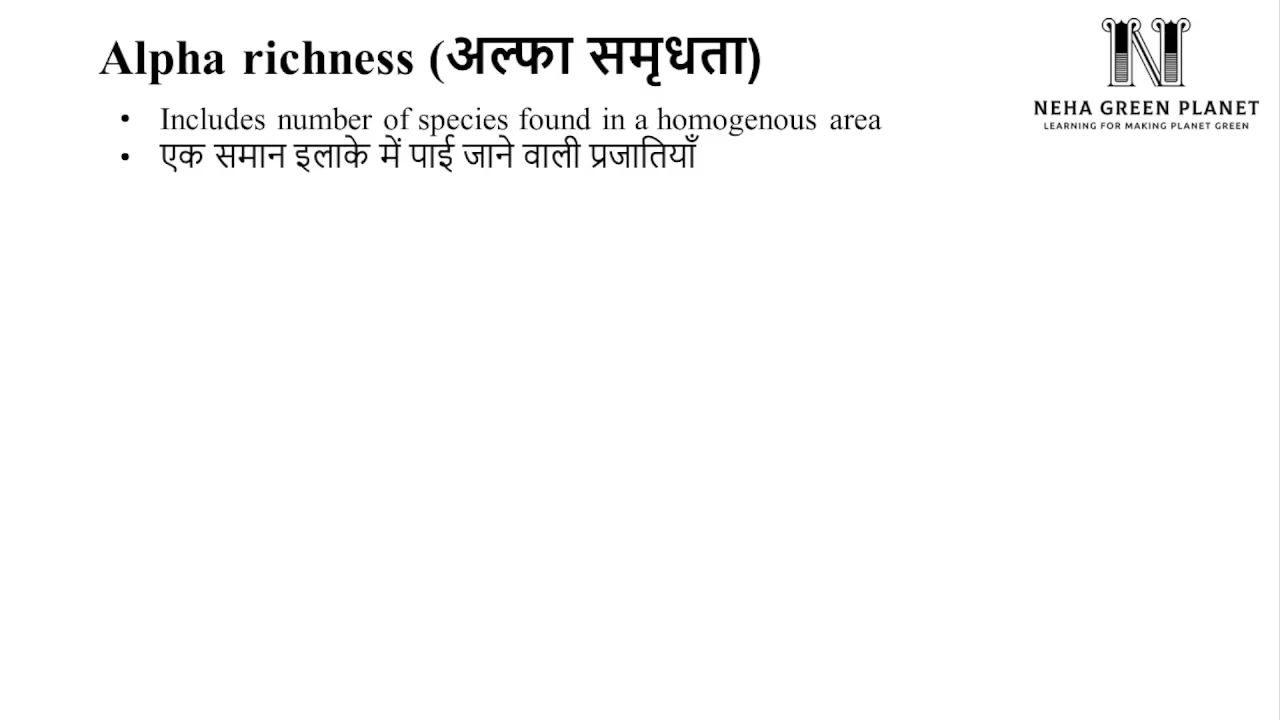 Alpha richness (अल्फा समृधता)
• Includes number of species found in a homogenous area
• एक समान इलाके में पाई जाने वाली प्रजातियाँ
N
NEHA GREEN PLANET
LEARNING FOR MAKING PLANET GREEN